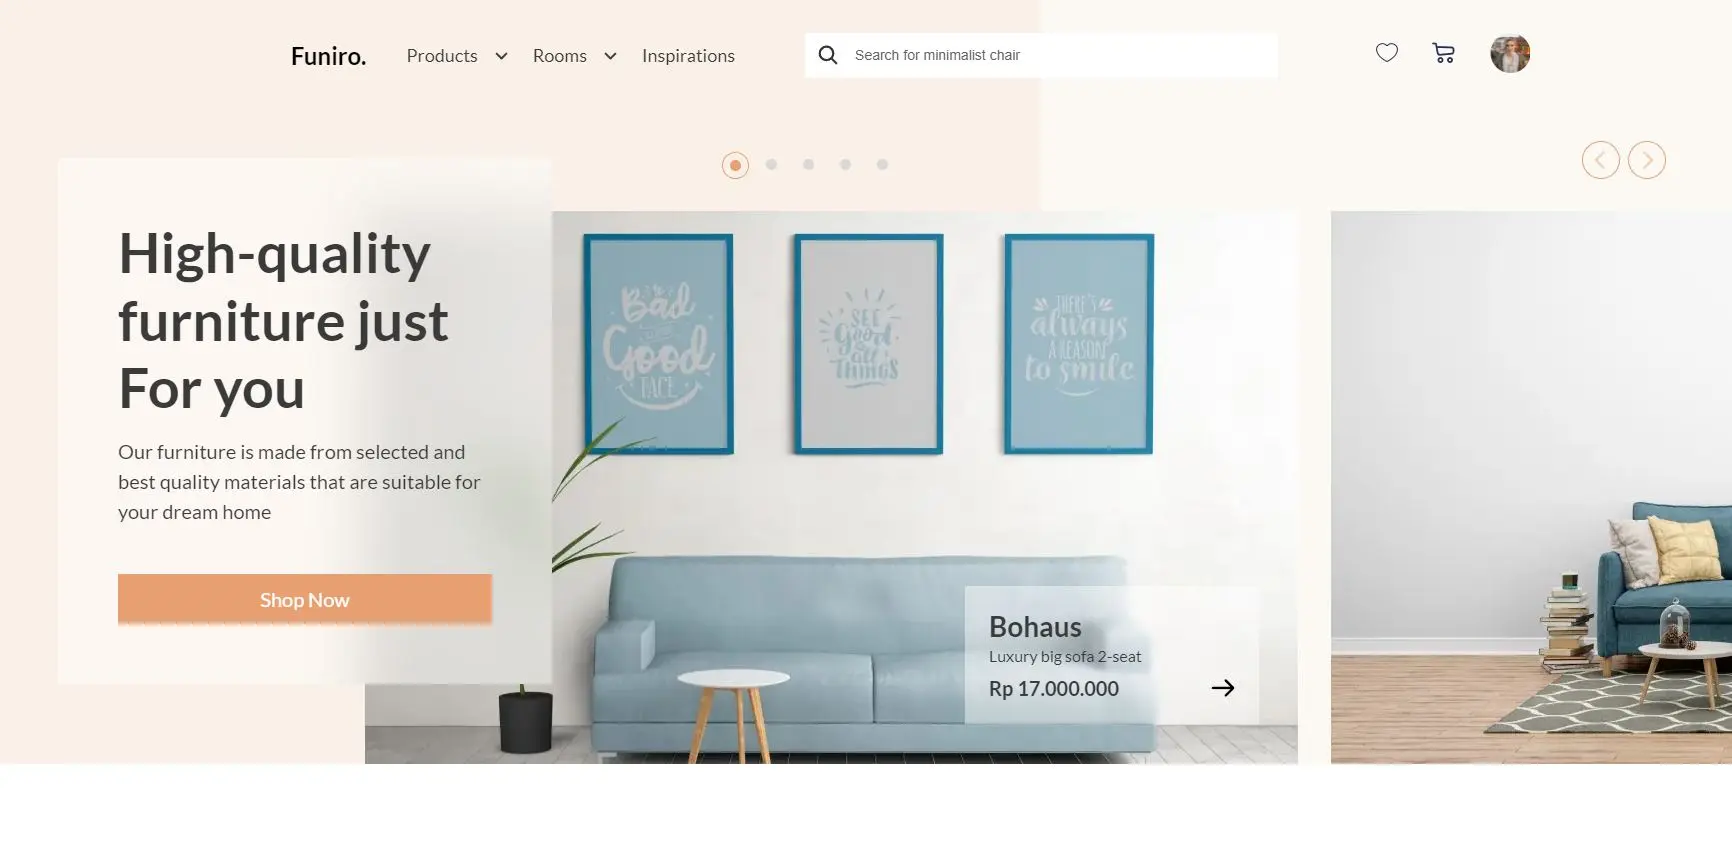 Funiro.
Products
Rooms
Inspirations
Search for minimalist chair
High-quality
furniture just
For you
Our furniture is made from selected and
best quality materials that are suitable for
your dream home
Shop Now
Bad
Good
FACE
SEE
Good
all
THINGS
THERE'S
always
A REASON
to smile
Bohaus
Luxury big sofa 2-seat
Rp 17.000.000